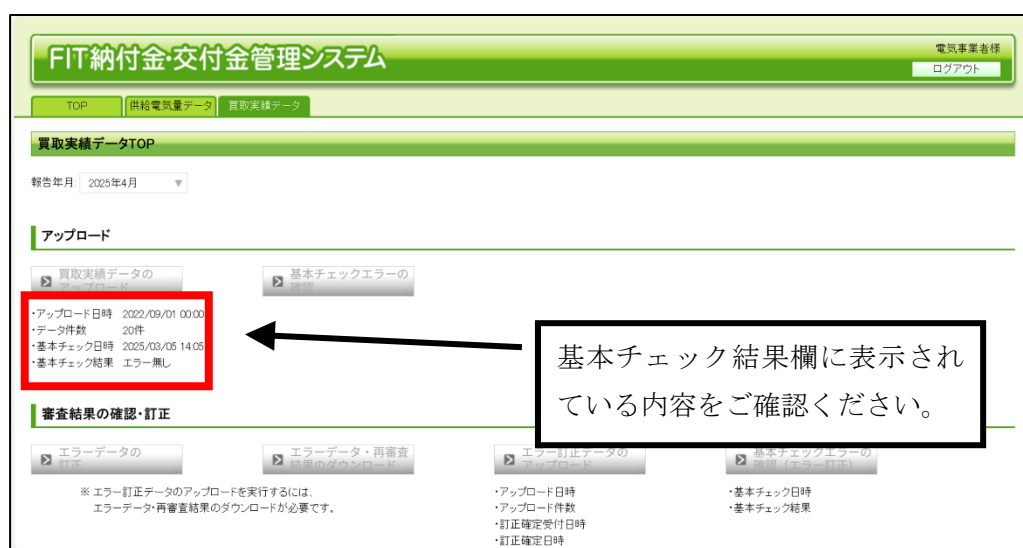 FIT納付金・交付金管理システム
電気事業者様
ログアウト
TOP
供給電気量データ
買取実績データ
買取実績データTOP
報告年月: 2025年4月 ▼
アップロード
買取実績データの
アップロード
基本チェックエラーの
確認
・アップロード日時 2022/09/01 00:00
・データ件数 20件
・基本チェック日時 2025/03/05 14:05
・基本チェック結果 エラー無し
基本チェック結果欄に表示され
ている内容をご確認ください。
審査結果の確認・訂正
エラーデータの
訂正
エラーデータ・再審査
結果のダウンロード
エラー訂正データの
アップロード
基本チェックエラーの
確認（エラー訂正）
※ エラー訂正データのアップロードを実行するには、
エラーデータ・再審査結果のダウンロードが必要です。
・アップロード日時
・アップロード件数
・訂正確定受付日時
・訂正確定日時
・基本チェック日時
・基本チェック結果